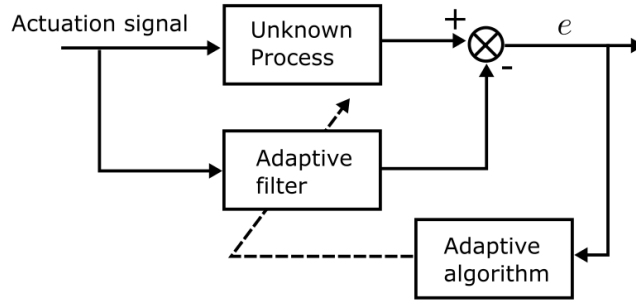 Actuation signal
Unknown
Process
+
e
-
Adaptive
filter
Adaptive
algorithm